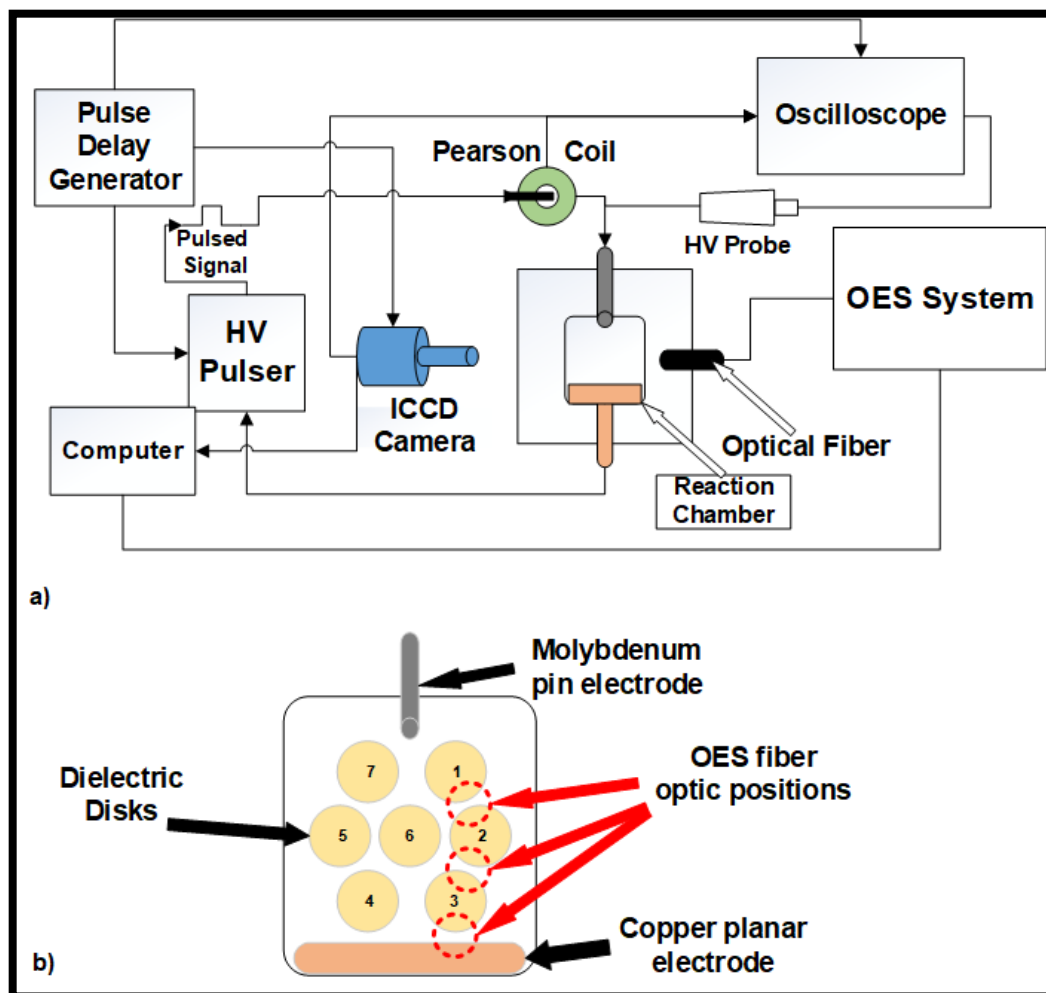 Pulse
Delay
Generator
Oscilloscope
Pearson Coil
Pulsed
Signal
HV Probe
OES System
HV
Pulser
ICCD
Camera
Computer
Optical Fiber
Reaction
Chamber
a)
Molybdenum
pin electrode
Dielectric
Disks
OES fiber
optic positions
7 1
5 6 2
4 3
Copper planar
electrode
b)